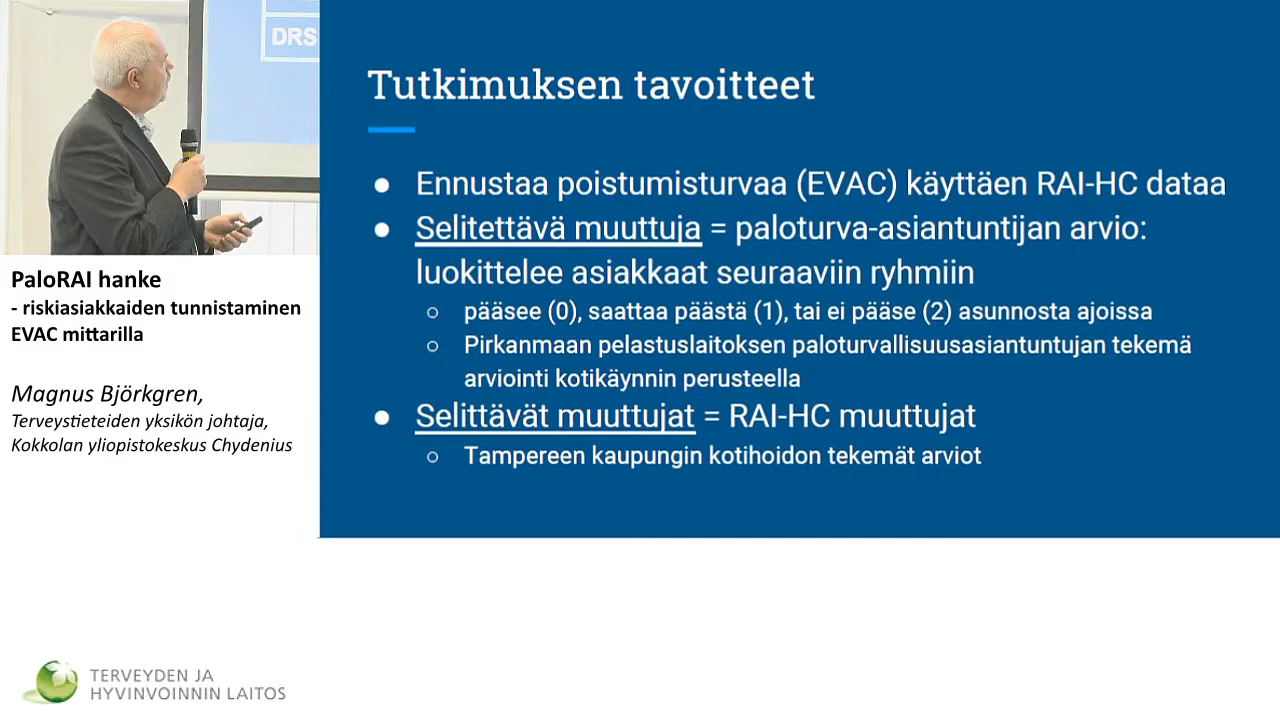 DRS
PaloRAI hanke
- riskiasiakkaiden tunnistaminen
EVAC mittarilla
Magnus Björkgren,
Terveystieteiden yksikön johtaja,
Kokkolan yliopistokeskus Chydenius
Tutkimuksen tavoitteet
● Ennustaa poistumisturvaa (EVAC) käyttäen RAI-HC dataa
● Selitettävä muuttuja = paloturva-asiantuntijan arvio:
luokittelee asiakkaat seuraaviin ryhmiin
○ pääsee (0), saattaa päästä (1), tai ei pääse (2) asunnosta ajoissa
○ Pirkanmaan pelastuslaitoksen paloturvallisuusasiantuntujan tekemä
arviointi kotikäynnin perusteella
● Selittävät muuttujat = RAI-HC muuttujat
○ Tampereen kaupungin kotihoidon tekemät arviot
TERVEYDEN JA
HYVINVOINNIN LAITOS